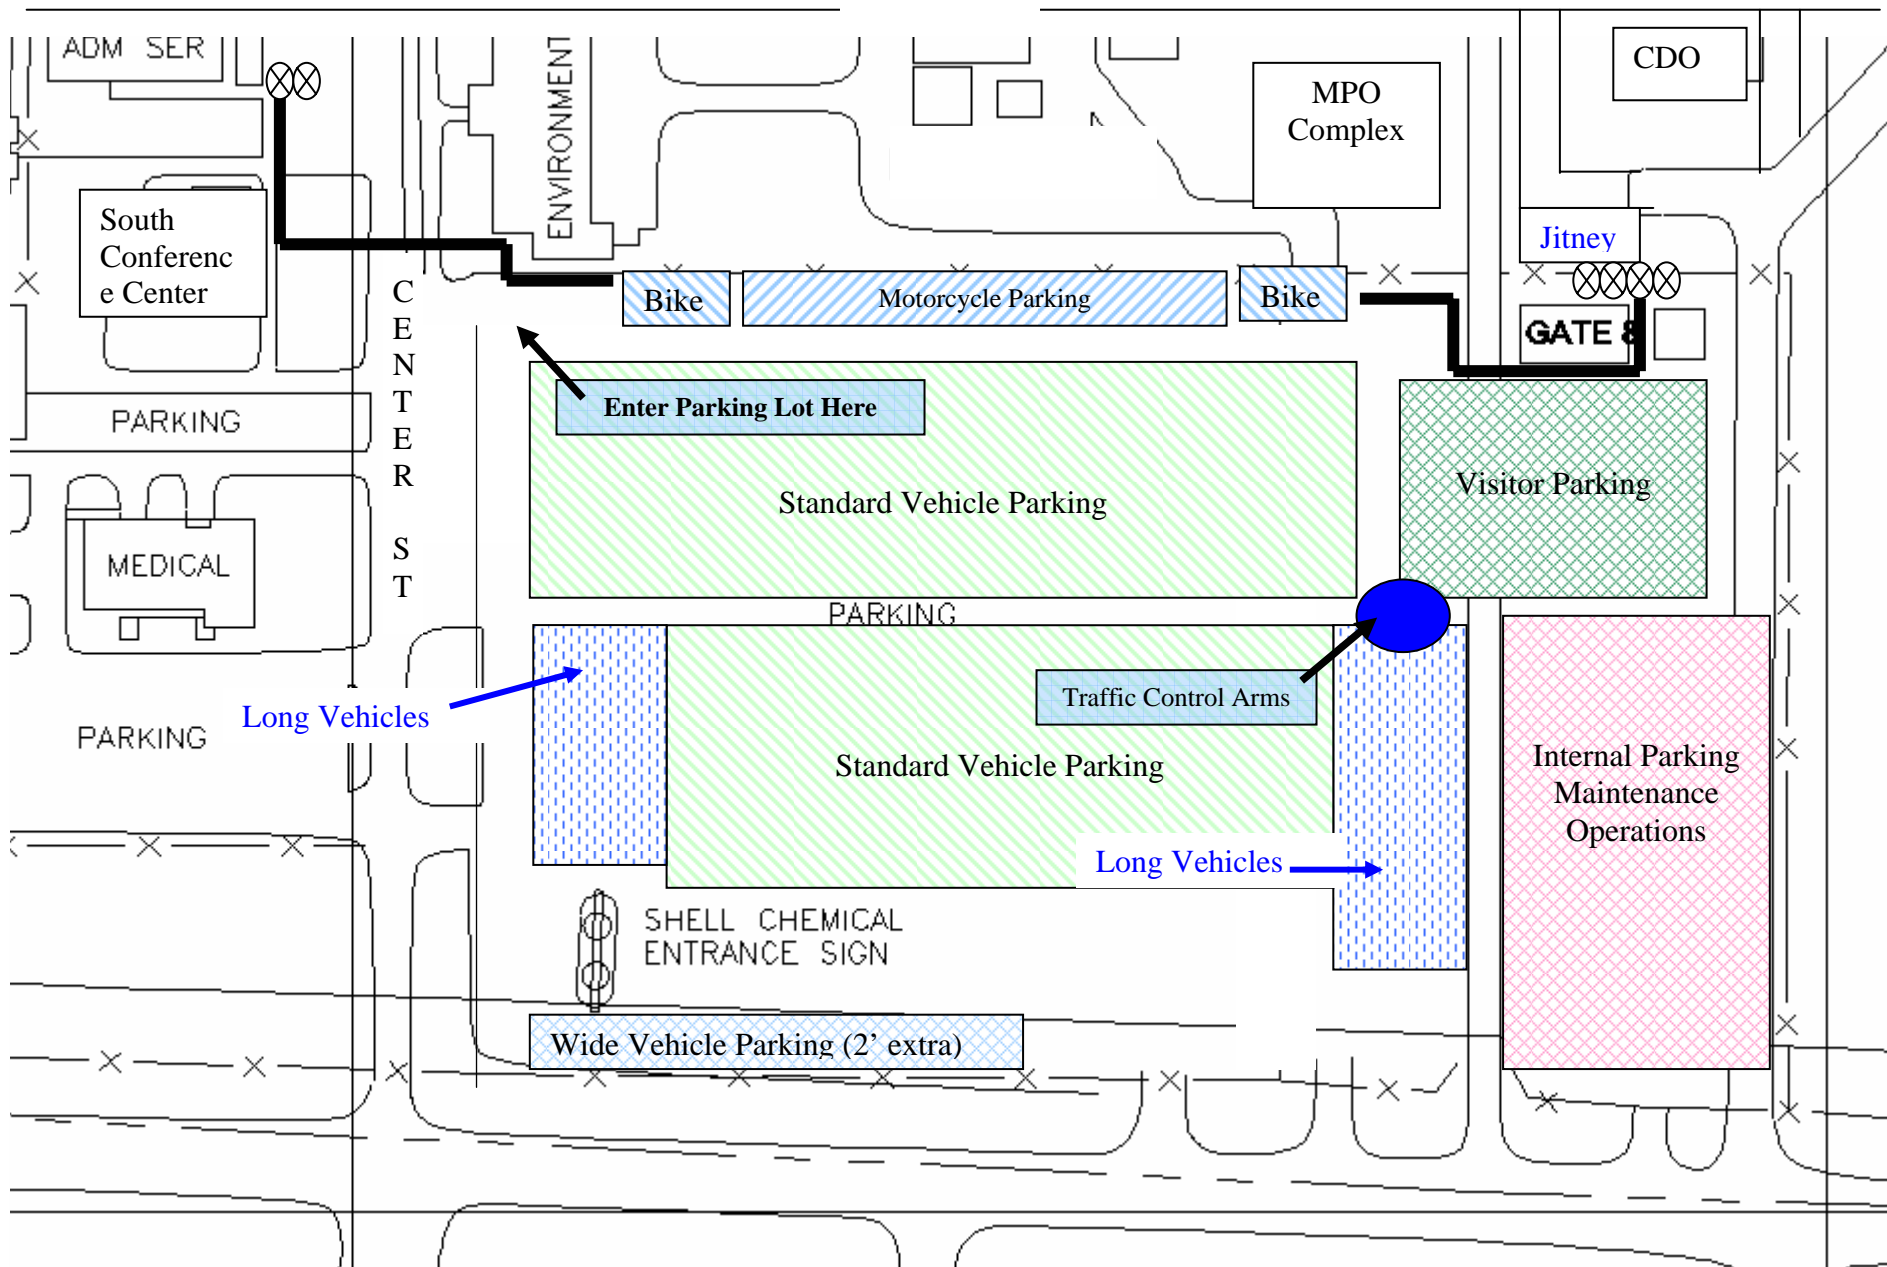 ADM SER
ENVIRONMENT
CDO
MPO
Complex
South
Conferenc
e Center
Jitney
C
E
N
T
E
R
S
T
Bike
Motorcycle Parking
Bike
GATE 8
Enter Parking Lot Here
PARKING
Standard Vehicle Parking
Visitor Parking
MEDICAL
PARKING
Long Vehicles
Traffic Control Arms
PARKING
Standard Vehicle Parking
Internal Parking
Maintenance
Operations
Long Vehicles
SHELL CHEMICAL
ENTRANCE SIGN
Wide Vehicle Parking (2’ extra)